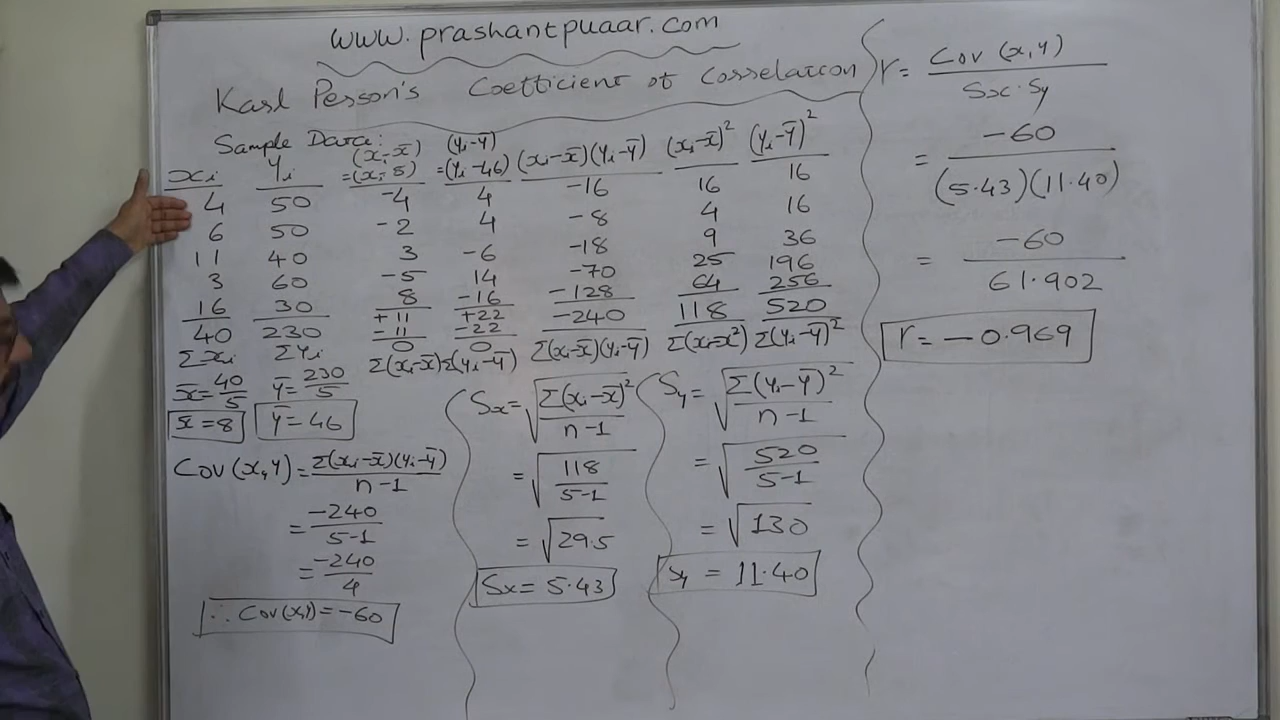 www.prashantpuaar.com
Karl Person's Coefficient of Correlation
Sample Data:
xᵢ yᵢ (xᵢ-x̄) =(xᵢ-5) (yᵢ-ȳ) =(yᵢ-46) (xᵢ-x̄)(yᵢ-ȳ) (xᵢ-x̄)² (yᵢ-ȳ)²
4 50 -4 4 -16 16 16
6 50 -2 4 -8 4 16
11 40 3 -6 -18 9 36
3 60 -5 14 -70 25 196
16 30 8 -16 -128 64 256
40 230 +11 -11 0 +22 -22 0 -240 118 520
Σxᵢ Σyᵢ Σ(xᵢ-x̄) Σ(yᵢ-ȳ) Σ(xᵢ-x̄)(yᵢ-ȳ) Σ(xᵢ-x²) Σ(yᵢ-ȳ)²
x̄=40/5 ȳ=230/5
x̄=8 ȳ=46
Cov(x,y)=Σ(xᵢ-x̄)(yᵢ-ȳ)/n-1
=-240/5-1
=-240/4
∴ Cov(x,y)=-60
Sx=√Σ(xᵢ-x̄)²/n-1
=√118/5-1
=√29.5
Sx=5.43
Sy=√Σ(yᵢ-ȳ)²/n-1
=√520/5-1
=√130
Sy=11.40
r=Cov(x,y)/Sx·Sy
=-60/(5.43)(11.40)
=-60/61.902
r=-0.969